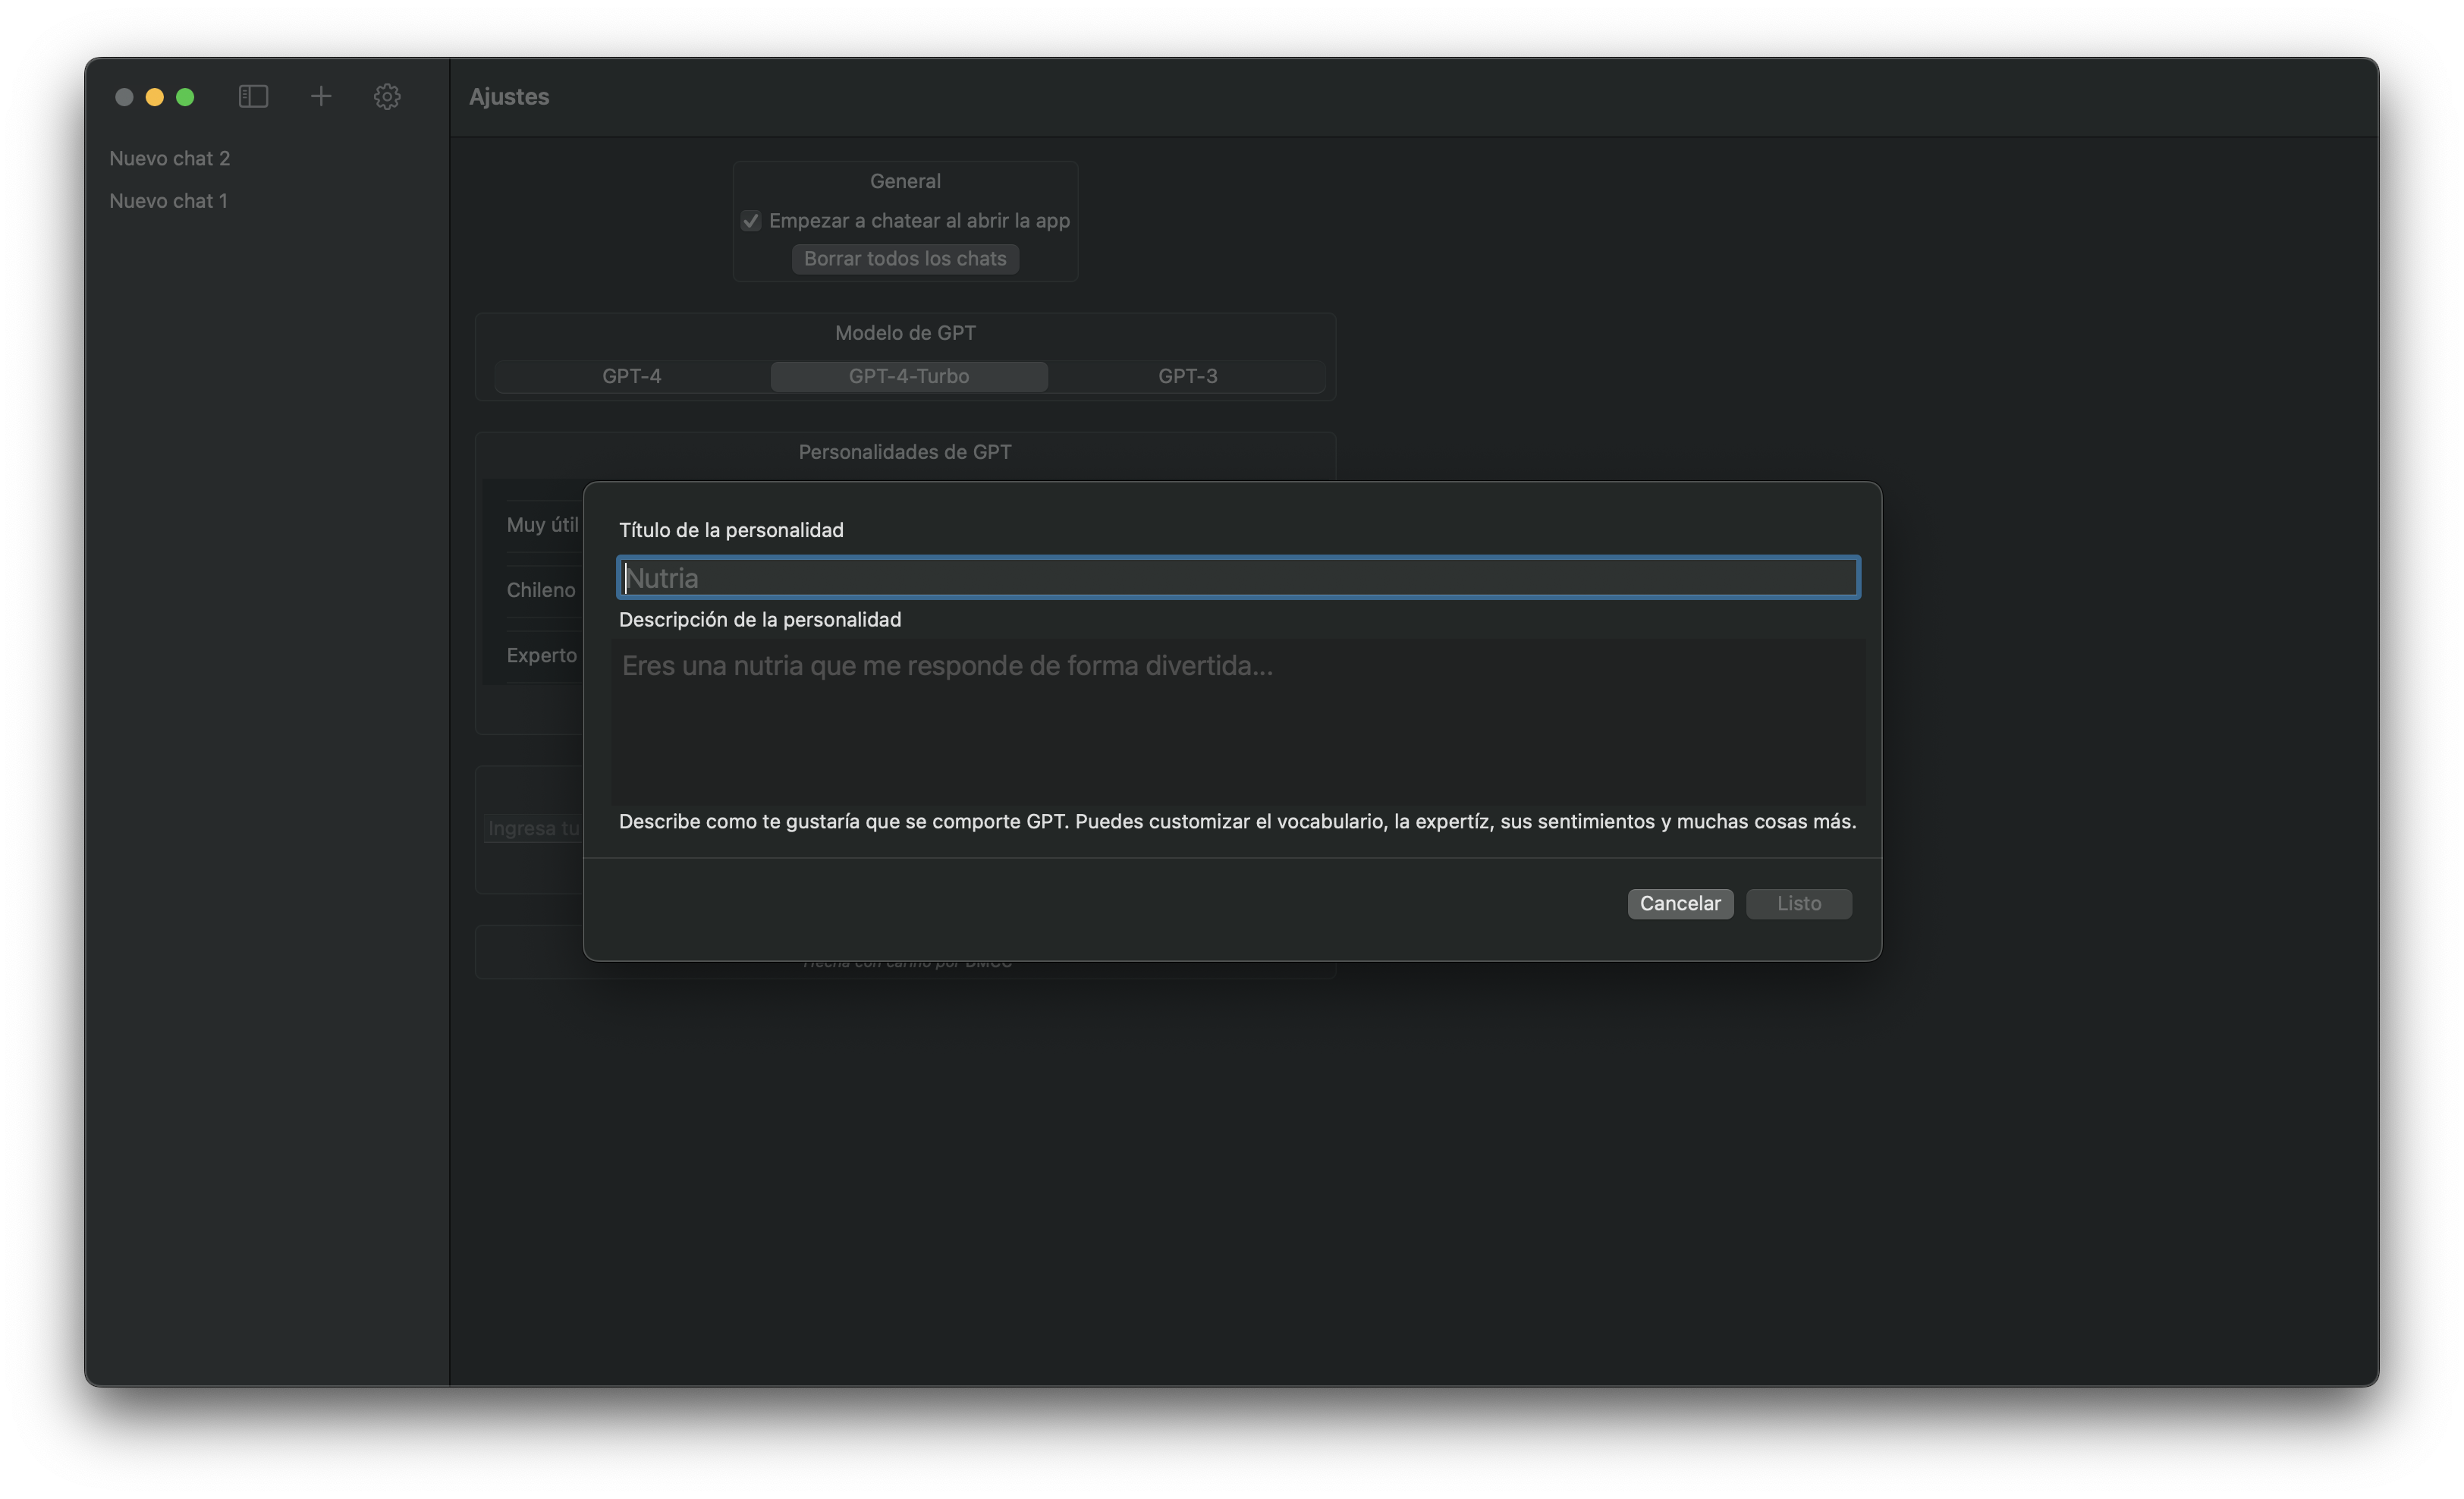 Ajustes
Nuevo chat 2
Nuevo chat 1
General
Empezar a chatear al abrir la app
Borrar todos los chats
Modelo de GPT
GPT-4 GPT-4-Turbo GPT-3
Personalidades de GPT
Muy útil
Chileno
Experto
Ingresa tu
Título de la personalidad
Nutria
Descripción de la personalidad
Eres una nutria que me responde de forma divertida...
Describe como te gustaría que se comporte GPT. Puedes customizar el vocabulario, la expertíz, sus sentimientos y muchas cosas más.
Cancelar Listo
Hecha con cariño por DMCC